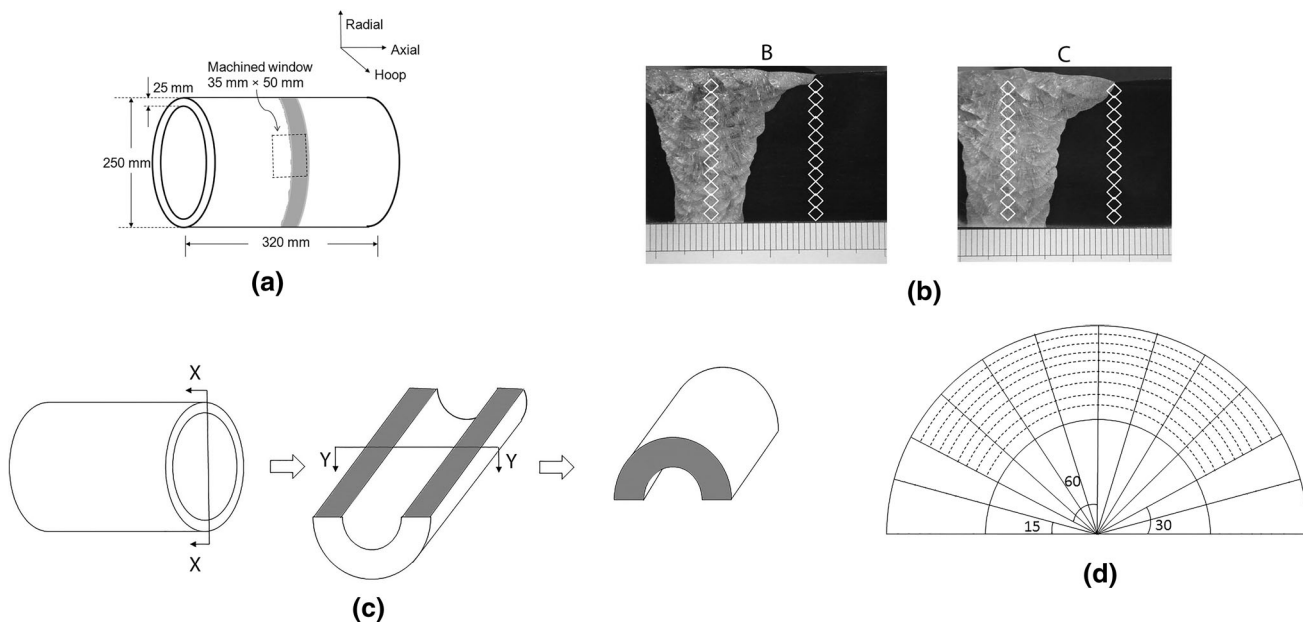 Radial
Axial
Hoop
Machined window
35 mm × 50 mm
25 mm
250 mm
320 mm
(a)
B
C
(b)
X
X
Y
Y
(c)
60
15
30
(d)